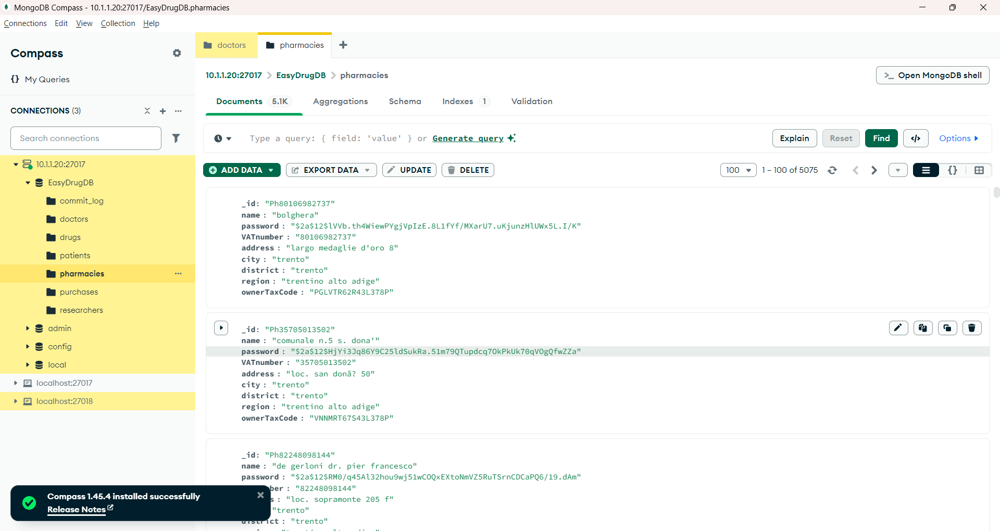 MongoDB Compass - 10.1.1.20:27017/EasyDrugDB.pharmacies
Connections Edit View Collection Help
Compass
My Queries
CONNECTIONS (3)
Search connections
10.1.1.20:27017
EasyDrugDB
commit_log
doctors
drugs
patients
pharmacies
purchases
researchers
admin
config
local
localhost:27017
localhost:27018
doctors
pharmacies
10.1.1.20:27017 > EasyDrugDB > pharmacies
Open MongoDB shell
Documents 5.1K Aggregations Schema Indexes 1 Validation
Type a query: { field: 'value' } or Generate query
Explain Reset Find </> Options
ADD DATA EXPORT DATA UPDATE DELETE
100 1 – 100 of 5075
_id: "Ph80106982737"
name : "bolghera"
password : "$2a$12$lVVb.th4WiewPYgjVpIzE.8L1fYf/MXarU7.uKjunzHlUWx5L.I/K"
VATnumber : "80106982737"
address : "largo medaglie d'oro 8"
city : "trento"
district : "trento"
region : "trentino alto adige"
ownerTaxCode : "PGLVTR62R43L378P"
_id: "Ph35705013502"
name : "comunale n.5 s. dona'"
password : "$2a$12$HjYi3Jq86Y9C25ldSukRa.51m79QTupdcq7OkPkUk70qVOgQfwZZa"
VATnumber : "35705013502"
address : "loc. san donã? 50"
city : "trento"
district : "trento"
region : "trentino alto adige"
ownerTaxCode : "VNNMRT67S43L378P"
_id: "Ph82248098144"
name : "de gerloni dr. pier francesco"
password : "$2a$12$RM0/q45Al32hou9wj51wCOQxEXtoNmVZ5RuTSrnCDCaPQ6/19.dAm"
ber : "82248098144"
s : "loc. sopramonte 205 f"
"trento"
district : "trento"
Compass 1.45.4 installed successfully
Release Notes